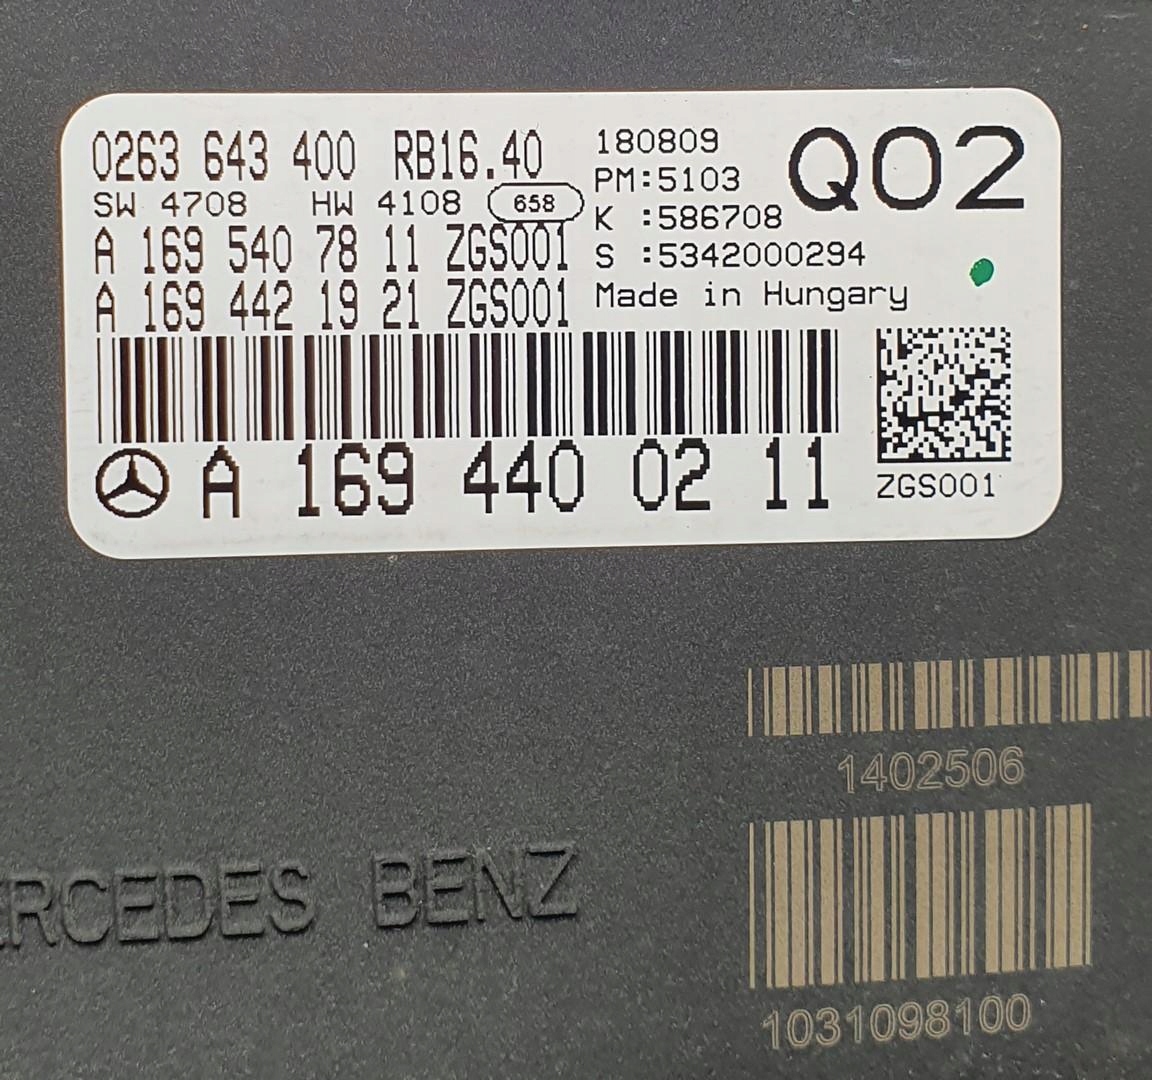 0263 643 400 RB16.40
SW 4708 HW 4108 658
A 169 540 78 11 ZGS001
A 169 442 19 21 ZGS001
180809
PM:5103
K :586708
S :5342000294
Made in Hungary
Q02
A 169 440 02 11
ZGS001
1402506
ERCEDES BENZ
1031098100